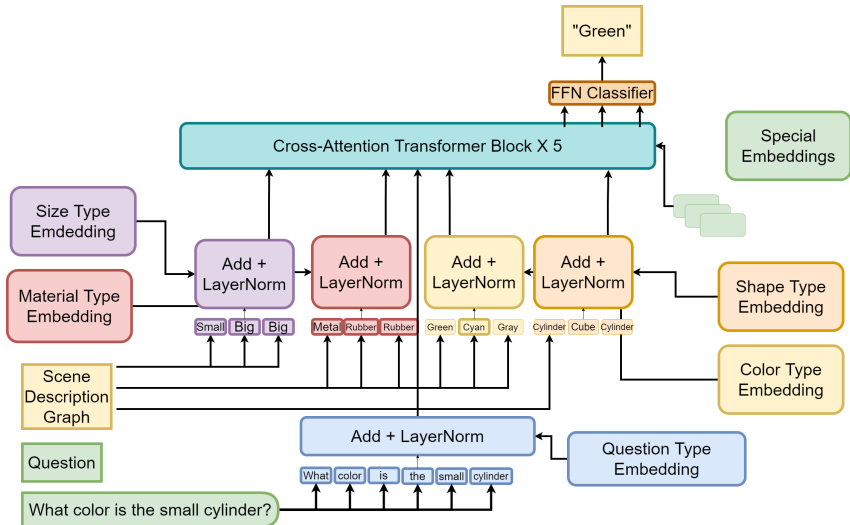 "Green"
FFN Classifier
Cross-Attention Transformer Block X 5
Special
Embeddings
Size Type
Emdedding
Add +
LayerNorm
Add +
LayerNorm
Add +
LayerNorm
Add +
LayerNorm
Material Type
Embedding
Shape Type
Embedding
Small Big Big Metal Rubber Rubber Green Cyan Gray Cylinder Cube Cylinder
Color Type
Embedding
Scene
Description
Graph
Add + LayerNorm
Question Type
Embedding
Question
What color is the small cylinder
What color is the small cylinder?